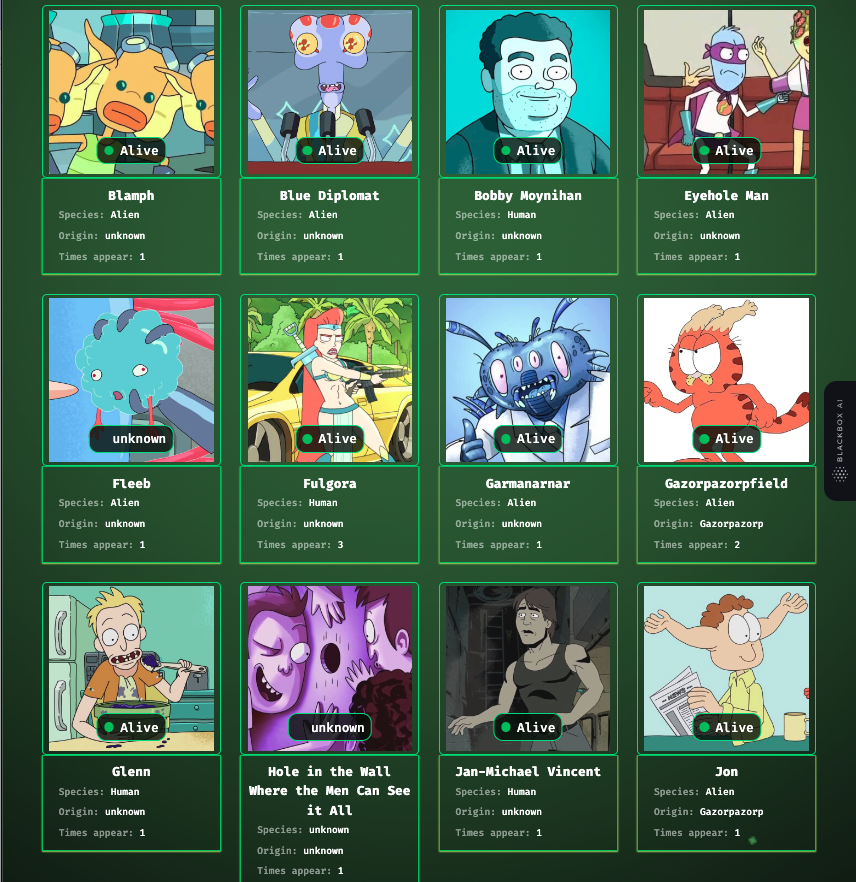 Alive
Alive
Alive
Alive
Blamph
Species: Alien
Origin: unknown
Times appear: 1
Blue Diplomat
Species: Alien
Origin: unknown
Times appear: 1
Bobby Moynihan
Species: Human
Origin: unknown
Times appear: 1
Eyehole Man
Species: Alien
Origin: unknown
Times appear: 1
unknown
Alive
Alive
Alive
Fleeb
Species: Alien
Origin: unknown
Times appear: 1
Fulgora
Species: Human
Origin: unknown
Times appear: 3
Garmanarnar
Species: Alien
Origin: unknown
Times appear: 1
Gazorpazorpfield
Species: Alien
Origin: Gazorpazorp
Times appear: 2
BLACKBOX AI
NEWS
Alive
unknown
Alive
Alive
Glenn
Species: Human
Origin: unknown
Times appear: 1
Hole in the Wall
Where the Men Can See
it All
Species: unknown
Origin: unknown
Times appear: 1
Jan-Michael Vincent
Species: Human
Origin: unknown
Times appear: 1
Jon
Species: Alien
Origin: Gazorpazorp
Times appear: 1